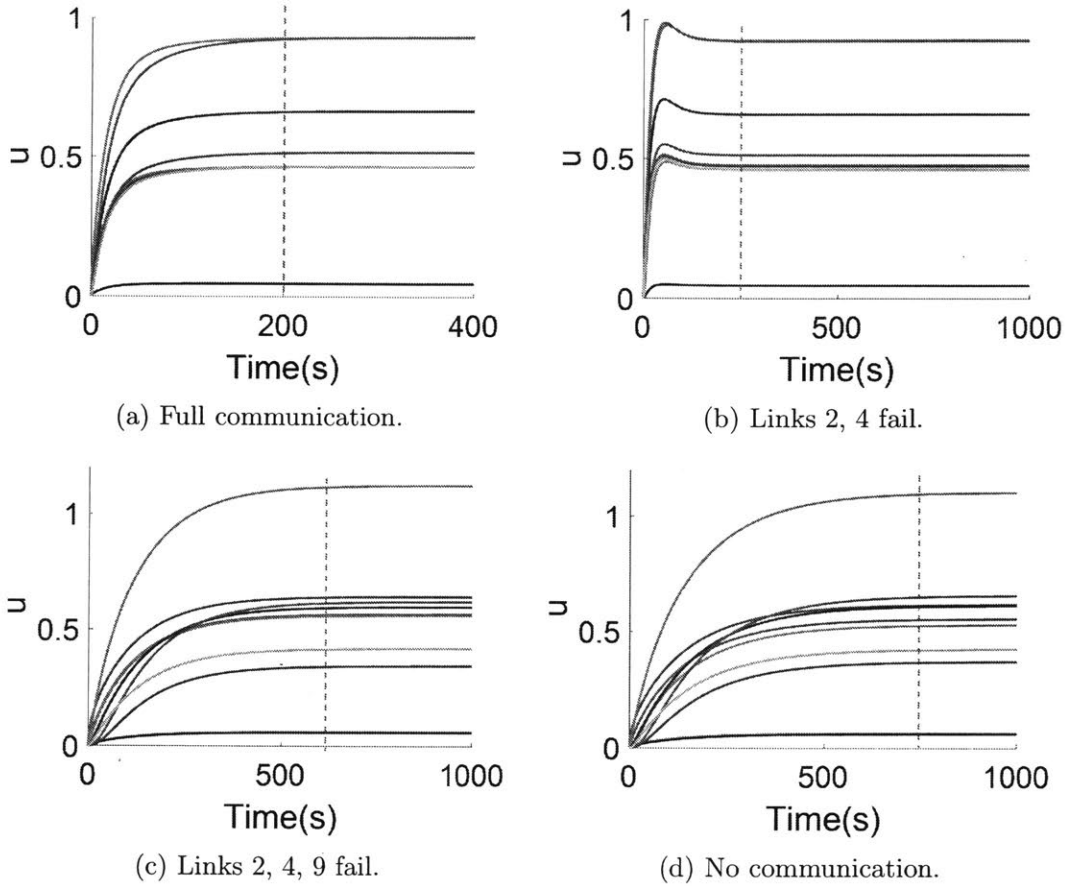 1
0.5
0
u
0
200
400
Time(s)
(a) Full communication.
1
0.5
0
u
0
500
1000
Time(s)
(b) Links 2, 4 fail.
1
0.5
0
u
0
500
1000
Time(s)
(c) Links 2, 4, 9 fail.
1
0.5
0
u
0
500
1000
Time(s)
(d) No communication.